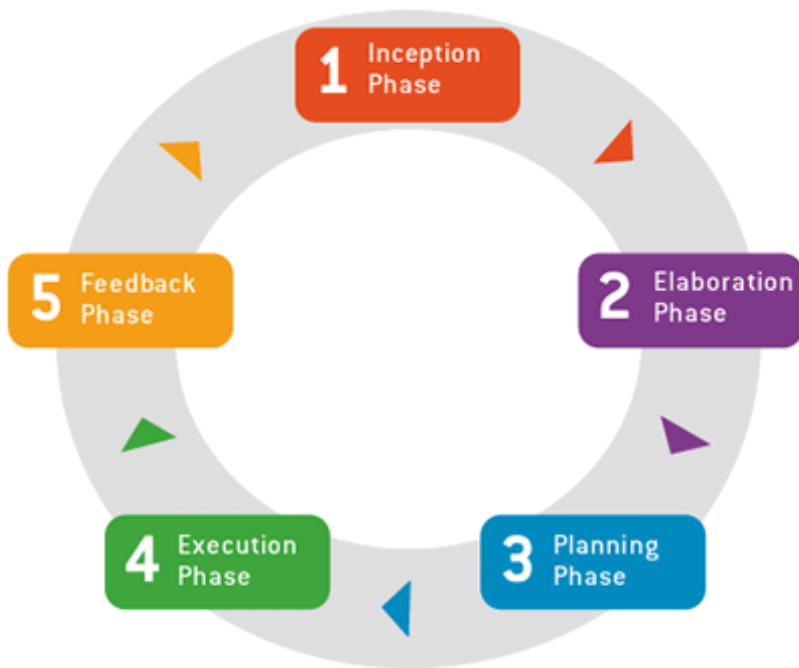 1 Inception
Phase
2 Elaboration
Phase
3 Planning
Phase
4 Execution
Phase
5 Feedback
Phase